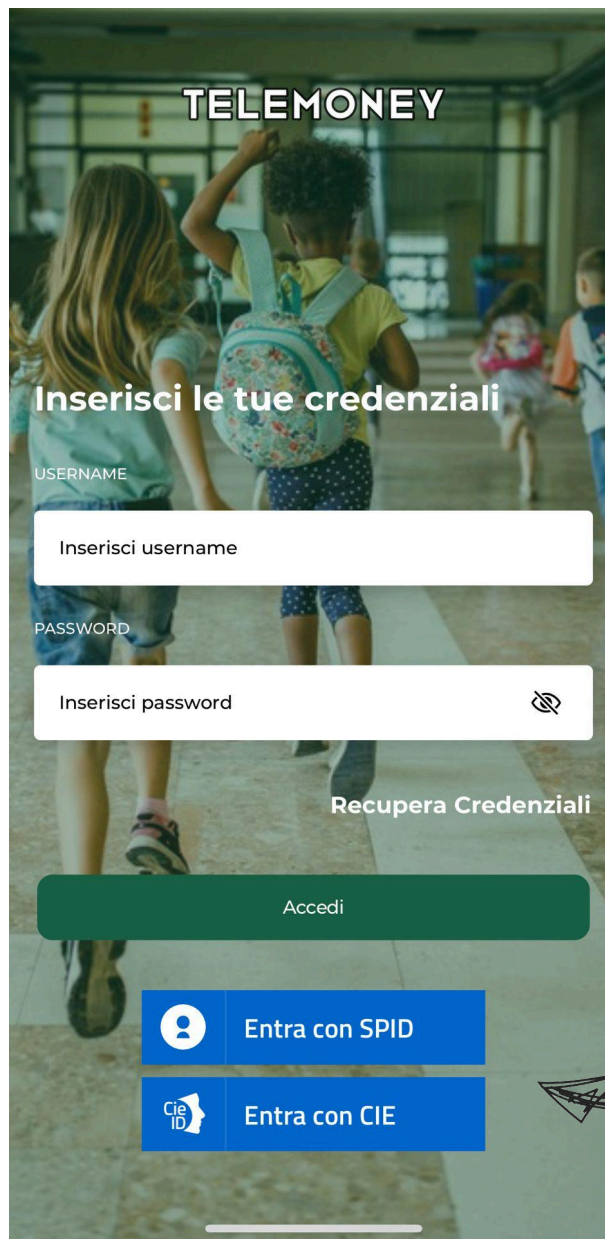 TELEMONEY
Inserisci le tue credenziali
USERNAME
Inserisci username
PASSWORD
Inserisci password
Recupera Credenziali
Accedi
Entra con SPID
Cie
ID
Entra con CIE